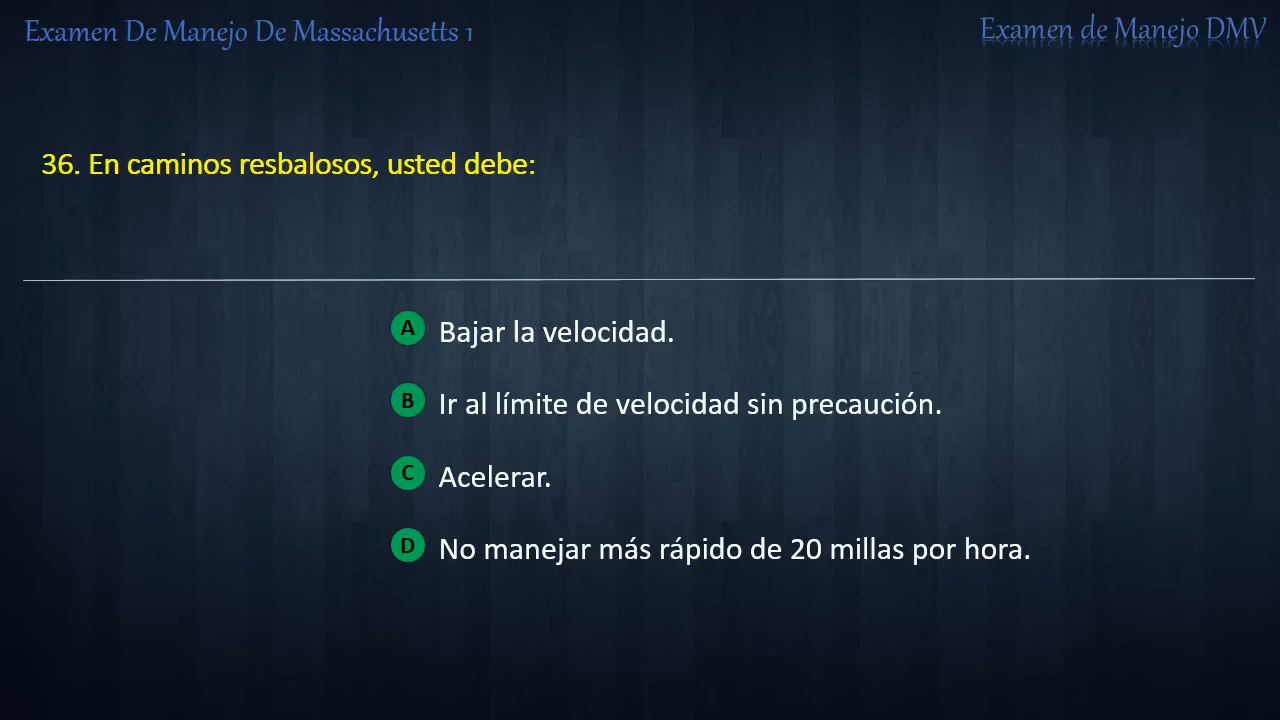 Examen De Manejo De Massachusetts 1
Examen de Manejo DMV
36. En caminos resbalosos, usted debe:
A Bajar la velocidad.
B Ir al límite de velocidad sin precaución.
C Acelerar.
D No manejar más rápido de 20 millas por hora.